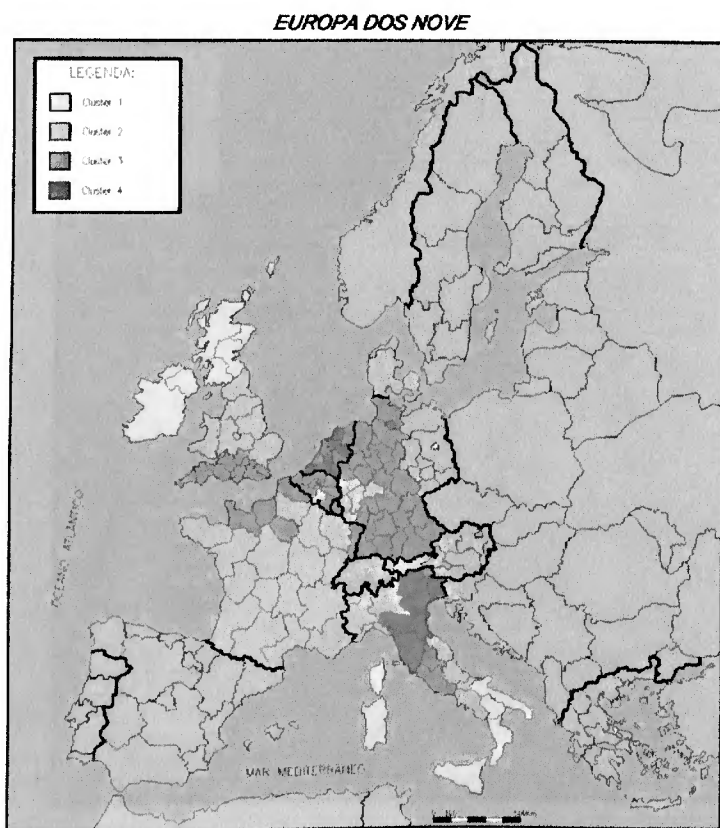 EUROPA DOS NOVE
LEGENDA:
Cluster 1
Cluster 2
Cluster 3
Cluster 4
OCEANO ATLÂNTICO
MAR MEDITERRÂNEO